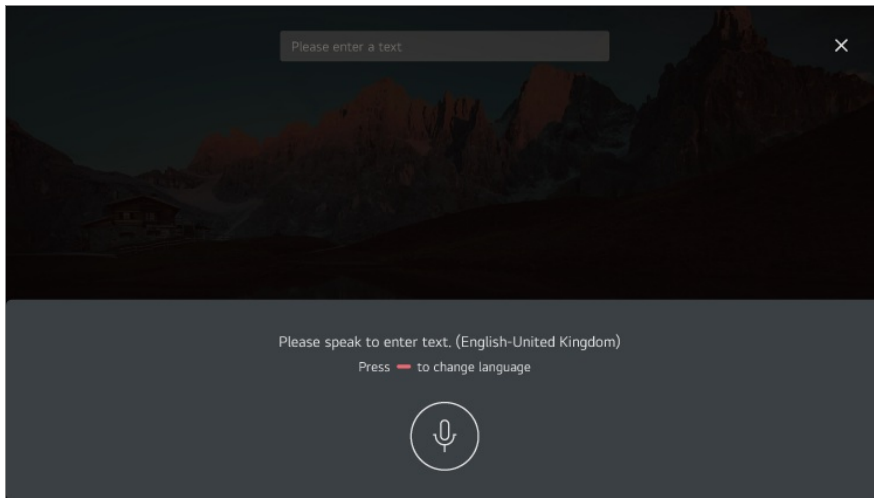 Please enter a text
Please speak to enter text. (English-United Kingdom)
Press to change language